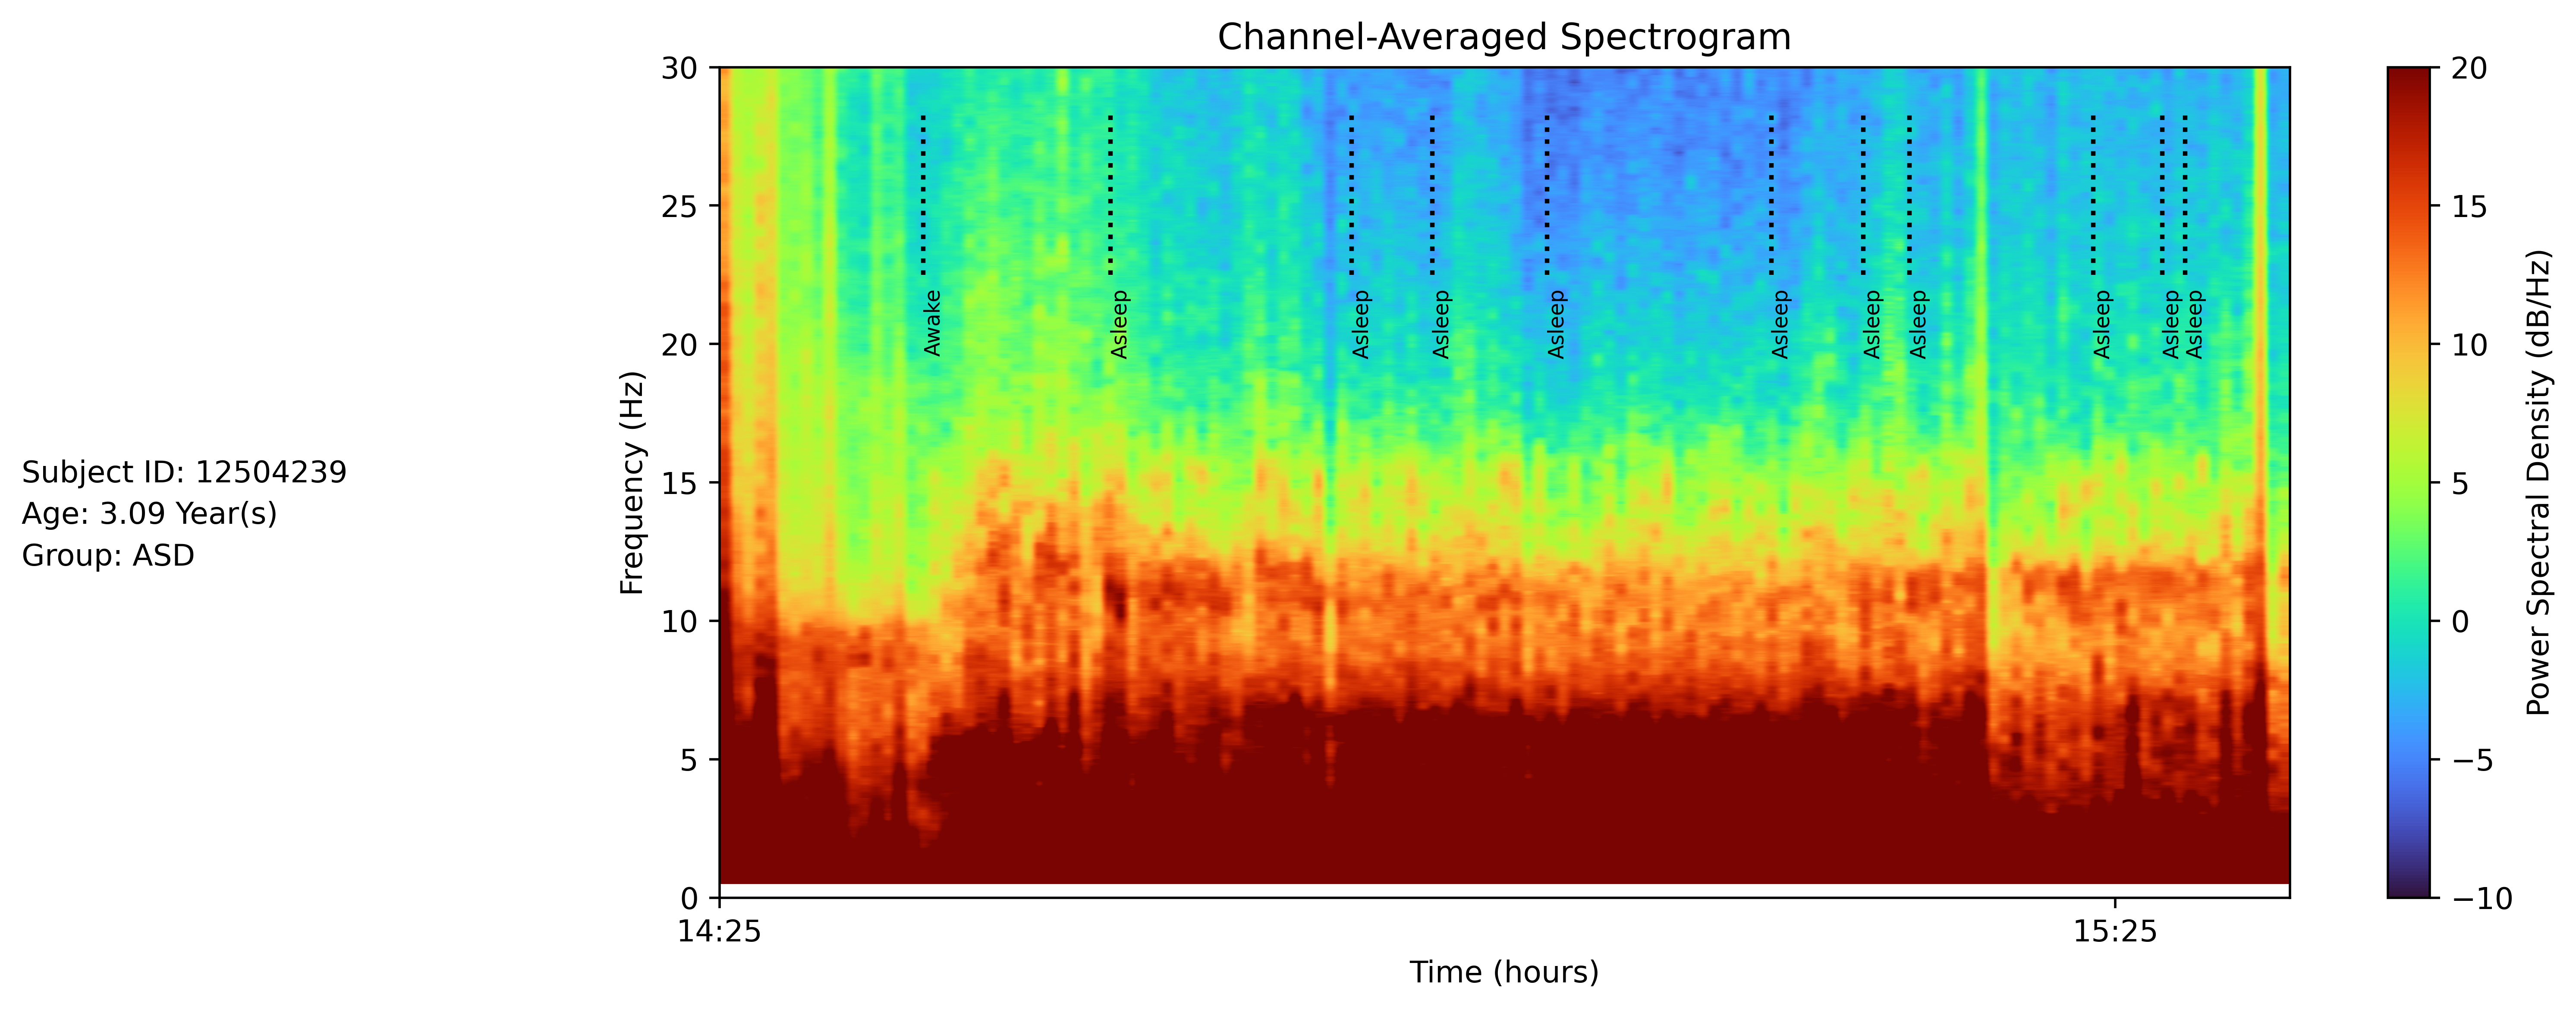 Channel-Averaged Spectrogram
Subject ID: 12504239
Age: 3.09 Year(s)
Group: ASD
Frequency (Hz)
30
25
20
15
10
5
0
Awake
Asleep
Asleep
Asleep
Asleep
Asleep
Asleep
Asleep
Asleep
Asleep
Asleep
14:25
15:25
Time (hours)
20
15
10
5
0
−5
−10
Power Spectral Density (dB/Hz)